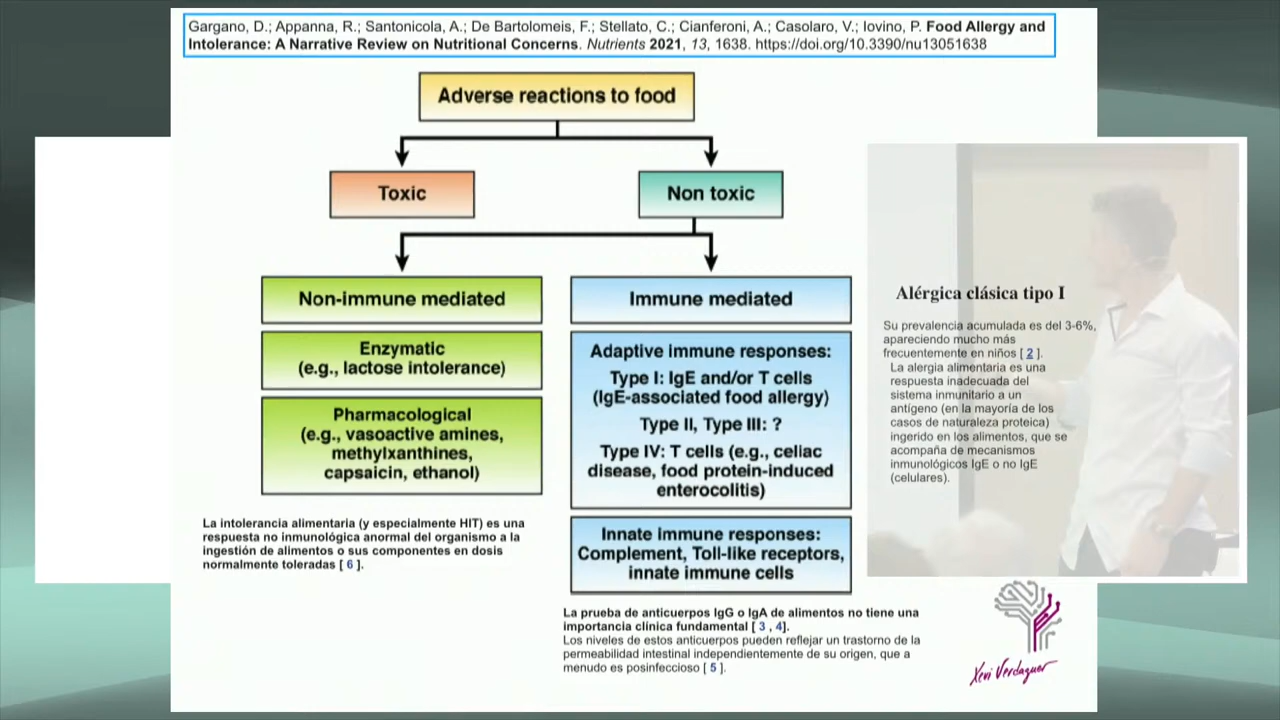 Gargano, D.; Appanna, R.; Santonicola, A.; De Bartolomeis, F.; Stellato, C.; Cianferoni, A.; Casolaro, V.; Iovino, P. Food Allergy and
Intolerance: A Narrative Review on Nutritional Concerns. Nutrients 2021, 13, 1638. https://doi.org/10.3390/nu13051638
Adverse reactions to food
Toxic
Non toxic
Non-immune mediated
Enzymatic
(e.g., lactose intolerance)
Pharmacological
(e.g., vasoactive amines,
methylxanthines,
capsaicin, ethanol)
La intolerancia alimentaria (y especialmente HIT) es una
respuesta no inmunológica anormal del organismo a la
ingestión de alimentos o sus componentes en dosis
normalmente toleradas [ 6 ].
Immune mediated
Adaptive immune responses:
Type I: IgE and/or T cells
(IgE-associated food allergy)
Type II, Type III: ?
Type IV: T cells (e.g., celiac
disease, food protein-induced
enterocolitis)
Innate immune responses:
Complement, Toll-like receptors,
innate immune cells
La prueba de anticuerpos IgG o IgA de alimentos no tiene una
importancia clínica fundamental [ 3 , 4].
Los niveles de estos anticuerpos pueden reflejar un trastorno de la
permeabilidad intestinal independientemente de su origen, que a
menudo es posinfeccioso [ 5 ].
Alérgica clásica tipo I
Su prevalencia acumulada es del 3-6%,
apareciendo mucho más
frecuentemente en niños [ 2 ].
La alergia alimentaria es una
respuesta inadecuada del
sistema inmunitario a un
antígeno (en la mayoría de los
casos de naturaleza proteica)
ingerido en los alimentos, que se
acompaña de mecanismos
inmunológicos IgE o no IgE
(celulares).
Xevi Verdaguer